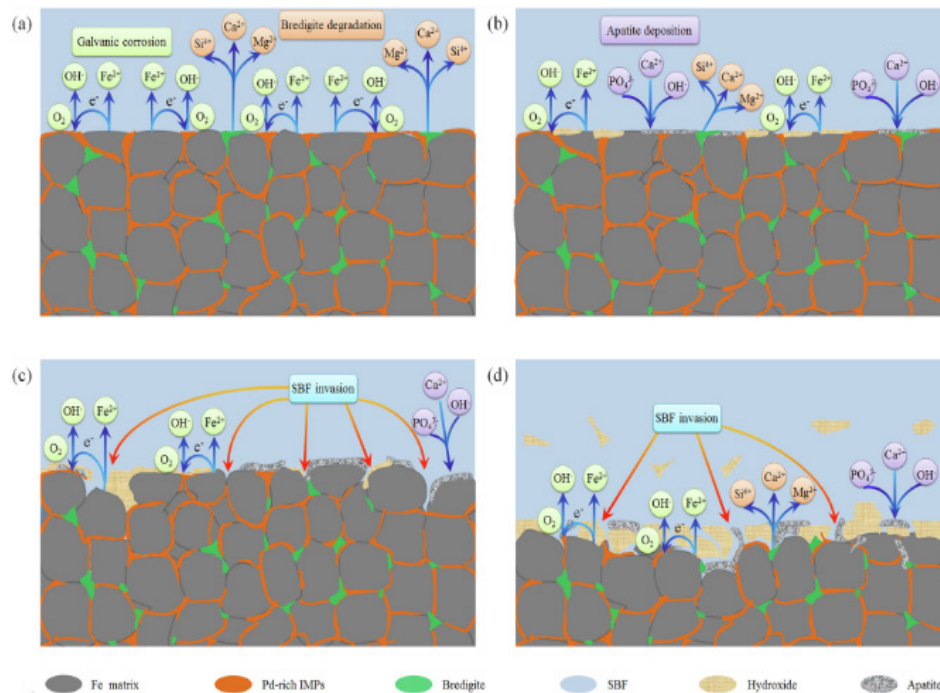 (a)
Galvanic corrosion
Bredigite degradation
Si⁴⁺ Ca²⁺ Mg²⁺
Mg²⁺ Ca²⁺ Si⁴⁺
OH⁻ Fe²⁺ Fe²⁺ OH⁻ OH⁻ Fe²⁺ Fe²⁺ OH⁻
e⁻ e⁻ e⁻ e⁻
O₂ O₂ O₂ O₂
(b)
Apatite deposition
OH⁻ Fe²⁺
PO₄³⁻ Ca²⁺ OH⁻
Si⁴⁺ Ca²⁺ Mg²⁺
OH⁻ Fe²⁺
PO₄³⁻ Ca²⁺ OH
e⁻ e⁻
O₂ O₂
(c)
SBF invasion
OH⁻ Fe²⁺
OH⁻ Fe²⁺
Ca²⁺
PO₄³⁻ OH⁻
e⁻ e⁻
O₂ O₂
(d)
SBF invasion
OH⁻ Fe²⁺
OH⁻ Fe²⁺
Si⁴⁺ Ca²⁺ Mg²⁺
PO₄³⁻ Ca²⁺ OH⁻
e⁻ e⁻
O₂ O₂
Fe matrix Pd-rich IMPs Bredigite SBF Hydroxide Apatite